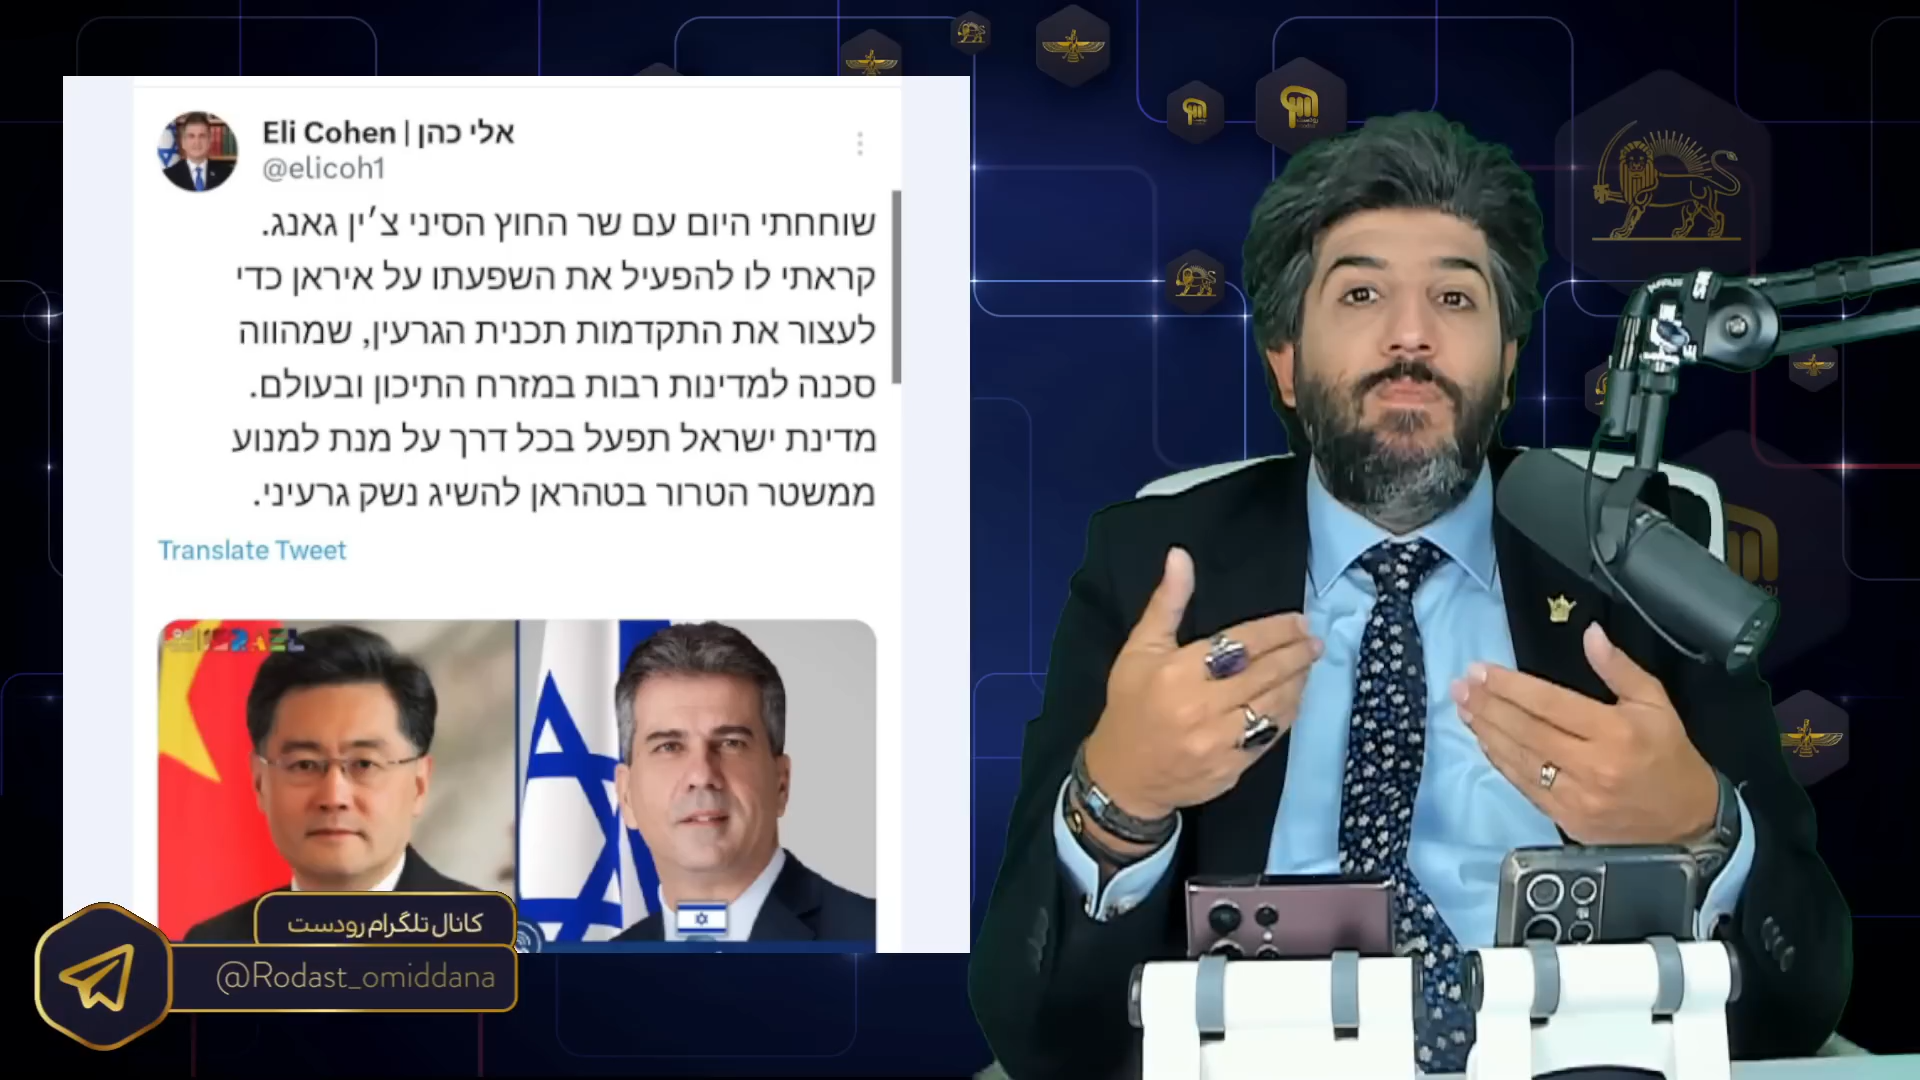 Eli Cohen | אלי כהן
@elicoh1
שוחחתי היום עם שר החוץ הסיני צ׳ין גאנג.
קראתי לו להפעיל את השפעתו על איראן כדי
לעצור את התקדמות תכנית הגרעין, שמהווה
סכנה למדינות רבות במזרח התיכון ובעולם.
מדינת ישראל תפעל בכל דרך על מנת למנוע
ממשטר הטרור בטהראן להשיג נשק גרעיני.
Translate Tweet
کانال تلگرام رودست
@Rodast_omiddana